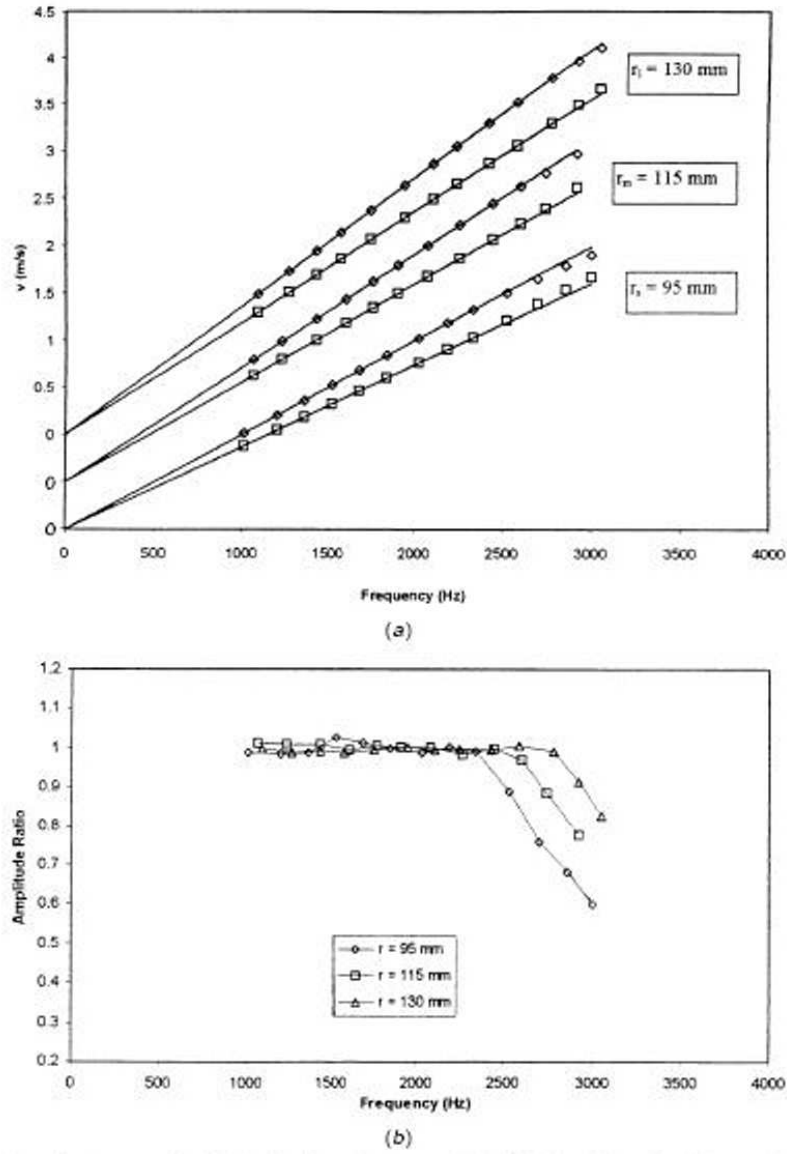 4.5
4
3.5
3
2.5
2
1.5
1
0.5
0
0
0
v (m/s)
r_l = 130 mm
r_m = 115 mm
r_s = 95 mm
0 500 1000 1500 2000 2500 3000 3500 4000
Frequency (Hz)
(a)
1.2
1.1
1
0.9
0.8
0.7
0.6
0.5
0.4
0.3
0.2
Amplitude Ratio
r = 95 mm
r = 115 mm
r = 130 mm
0 500 1000 1500 2000 2500 3000 3500 4000
Frequency (Hz)
(b)